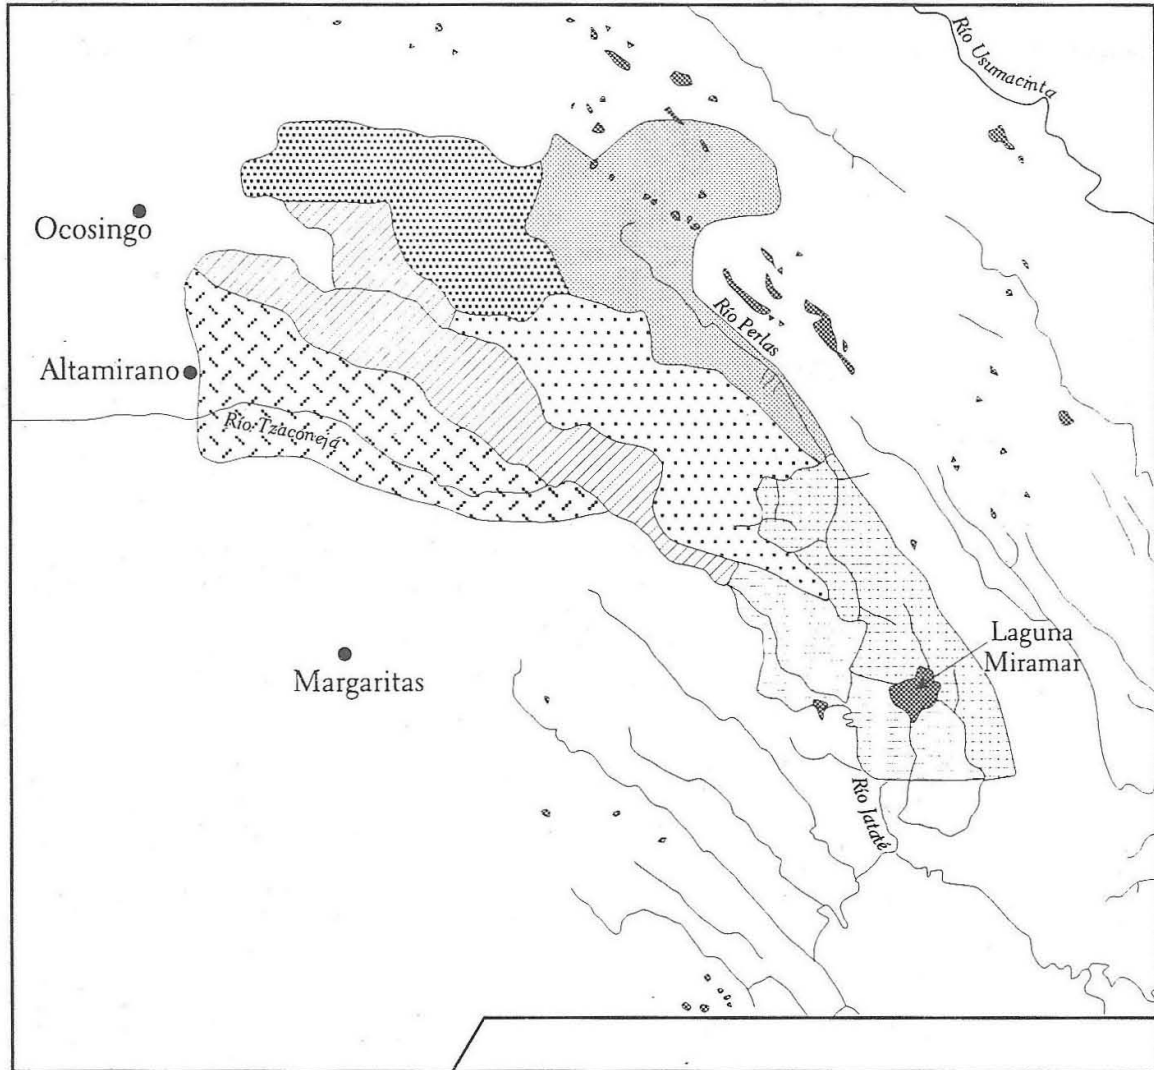 Río Usumacinta
Ocosingo
Río Perlas
Altamirano
Río Tzaconejá
Laguna
Miramar
Margaritas
Río Jataté